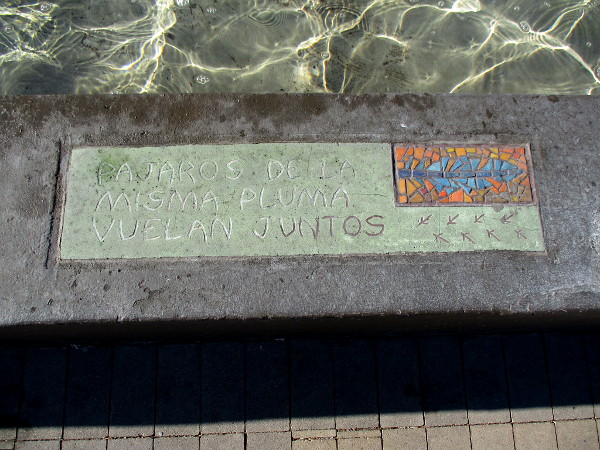 PAJAROS DE LA
MISMA PLUMA
VUELAN JUNTOS